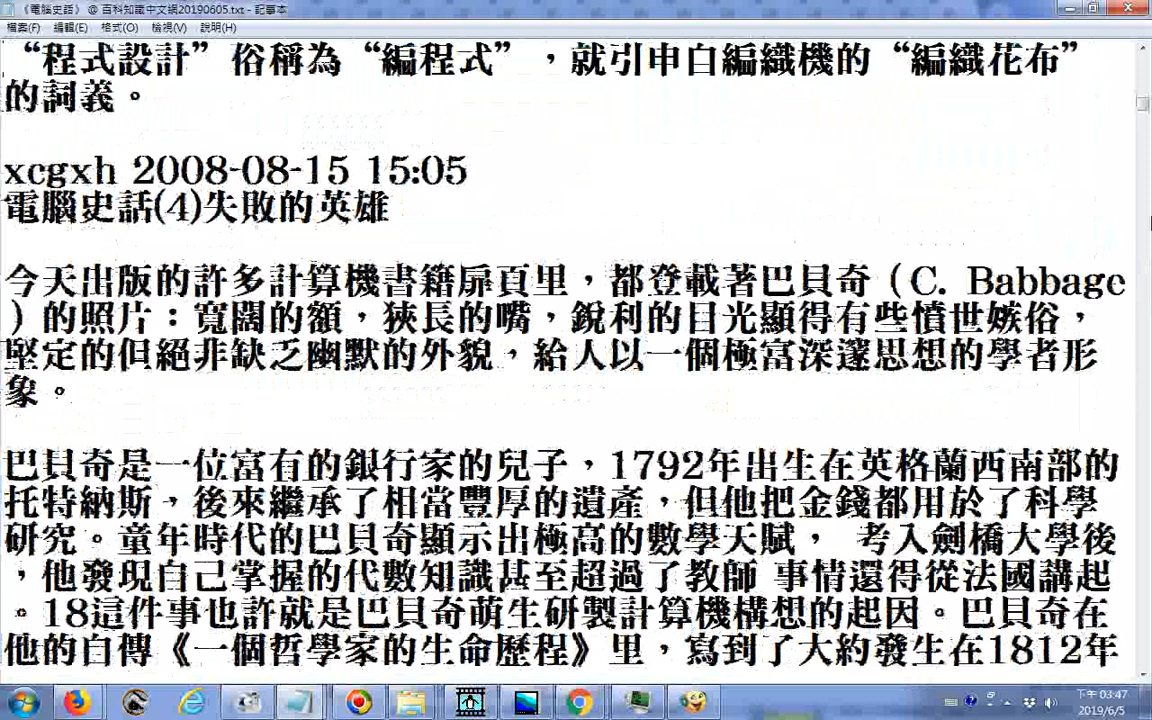 《電腦史話》@ 百科知識中文網20190605.txt - 記事本
檔案(F) 編輯(E) 格式(O) 檢視(V) 說明(H)
“程式設計”俗稱為“編程式”，就引申白編織機的“編織花布”
的詞義。
xcgxh 2008-08-15 15:05
電腦史話(4)失敗的英雄
今天出版的許多計算機書籍扉頁里，都登載著巴貝奇（C. Babbage
）的照片：寬闊的額，狹長的嘴，銳利的目光顯得有些憤世嫉俗，
堅定的但絕非缺乏幽默的外貌，給人以一個極富深邃思想的學者形
象。
巴貝奇是一位富有的銀行家的兒子，1792年出生在英格蘭西南部的
托特納斯，後來繼承了相當豐厚的遺產，但他把金錢都用於了科學
研究。童年時代的巴貝奇顯示出極高的數學天賦， 考入劍橋大學後
，他發現自己掌握的代數知識甚至超過了教師 事情還得從法國講起
。18這件事也許就是巴貝奇萌生研製計算機構想的起因。巴貝奇在
他的自傳《一個哲學家的生命歷程》里，寫到了大約發生在1812年
下午 03:47
2019/6/5